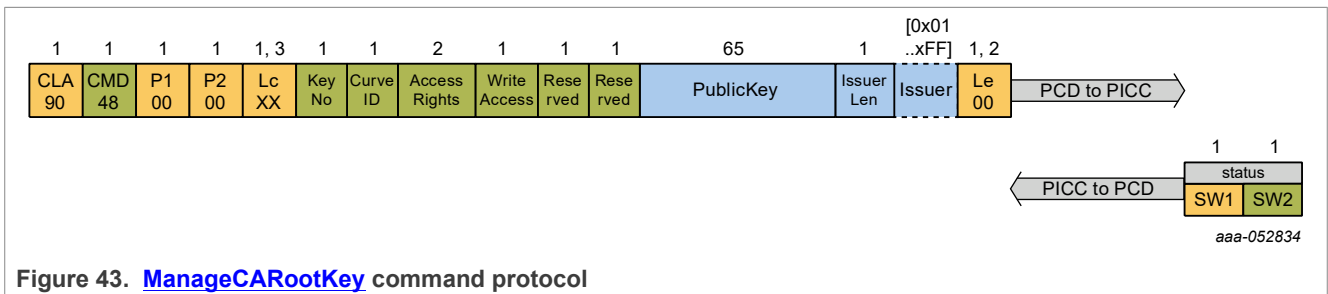 [0x01
..xFF]
1 1 1 1 1, 3 1 1 2 1 1 1 65 1 1, 2
CLA CMD P1 P2 Lc Key Curve Access Write Rese Rese PublicKey Issuer Issuer Le PCD to PICC
90 48 00 00 XX No ID Rights Access rved rved Len 00
1 1
status
PICC to PCD SW1 SW2
aaa-052834
Figure 43. ManageCARootKey command protocol